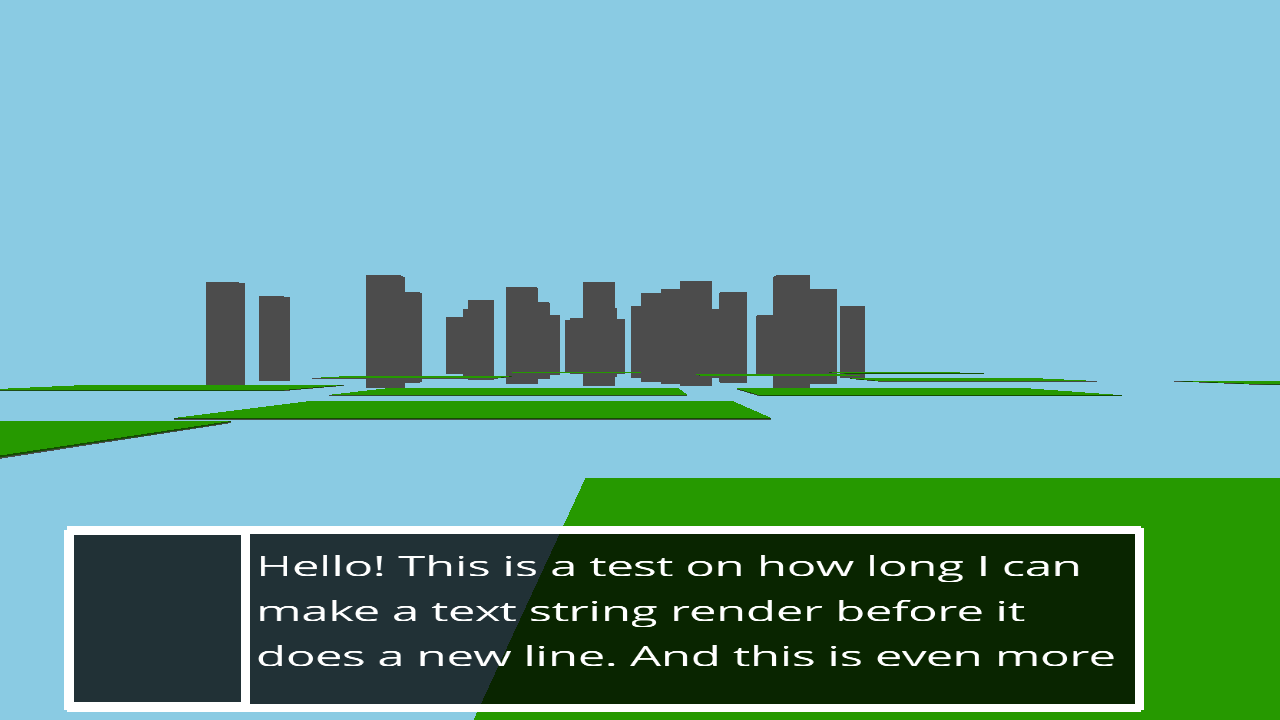 Hello! This is a test on how long I can
make a text string render before it
does a new line. And this is even more